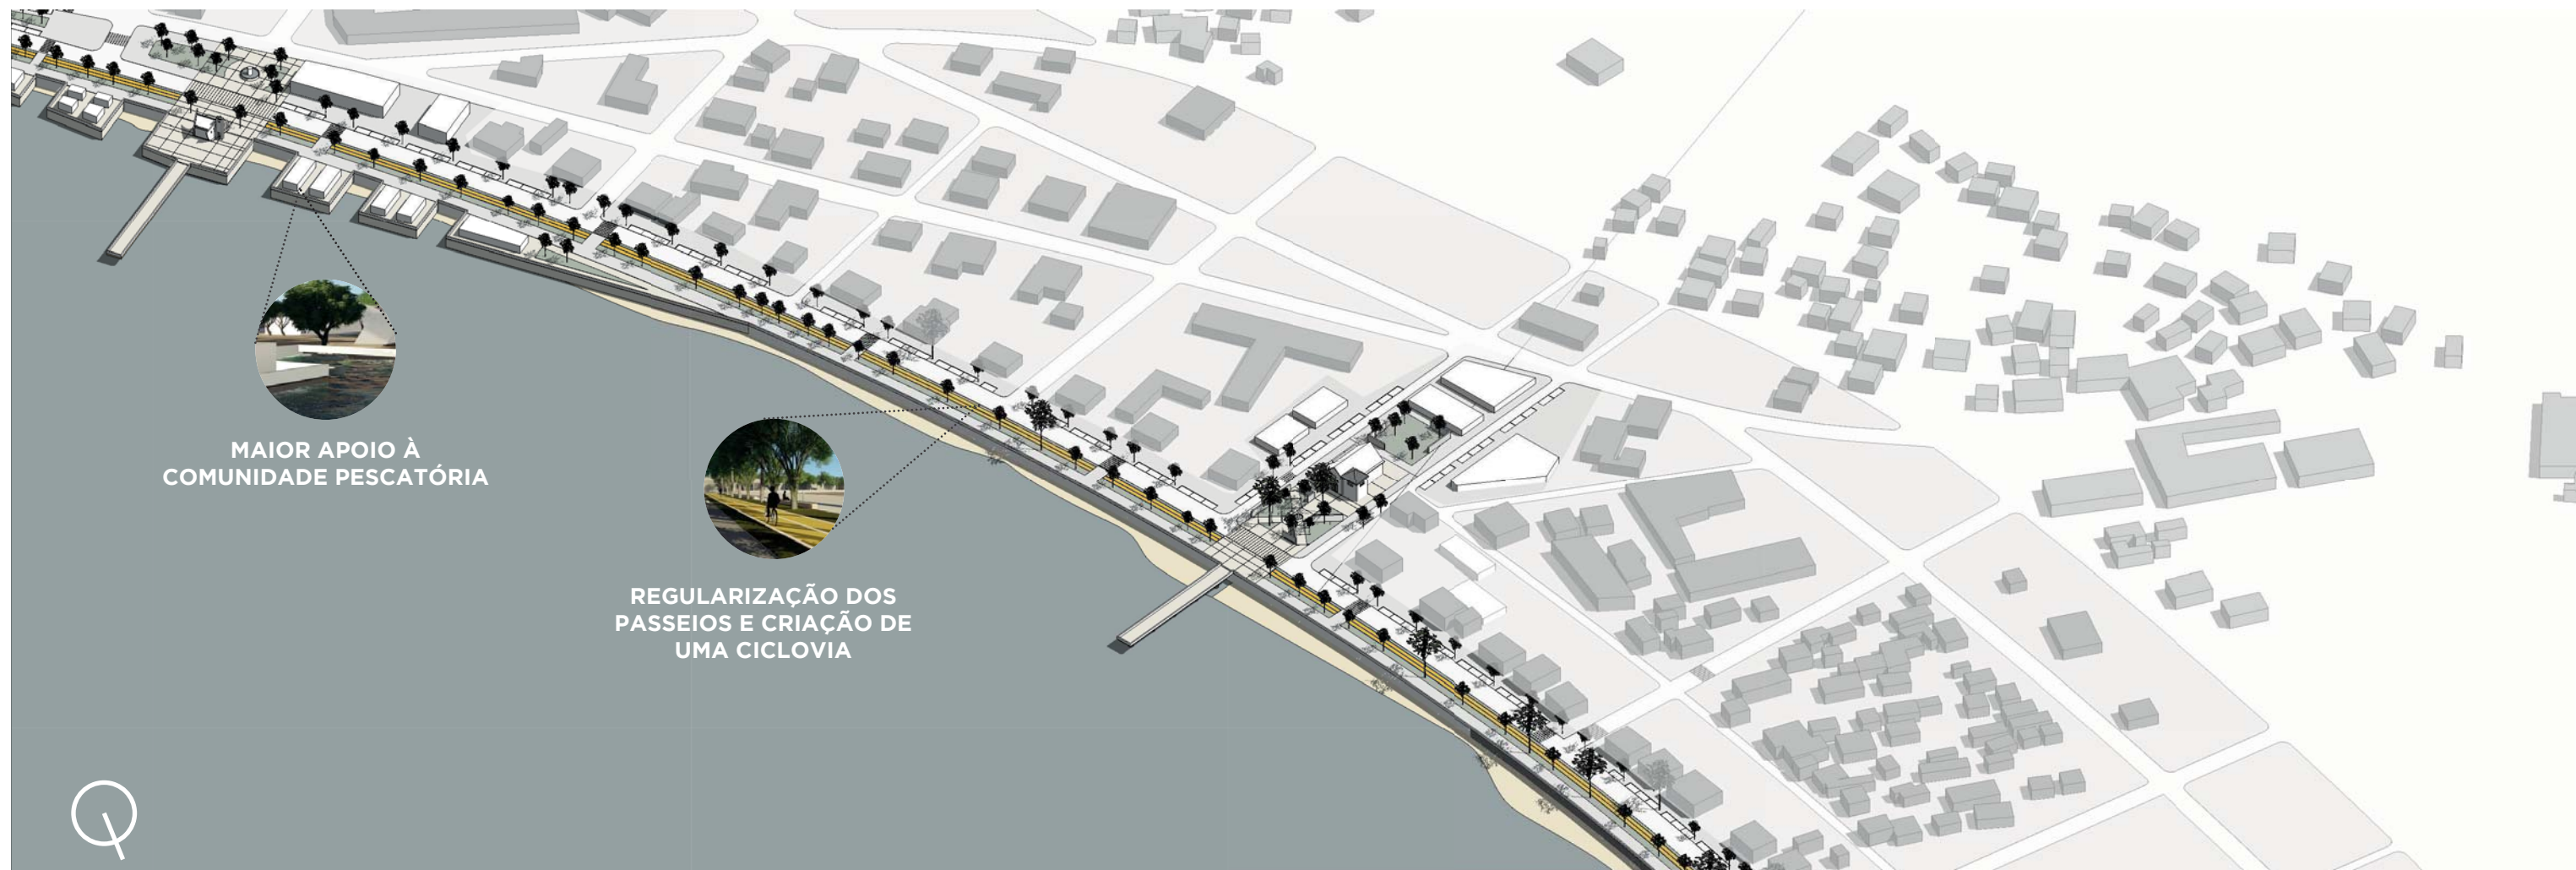 MAIOR APOIO À
COMUNIDADE PESCATÓRIA
REGULARIZAÇÃO DOS
PASSEIOS E CRIAÇÃO DE
UMA CICLOVIA